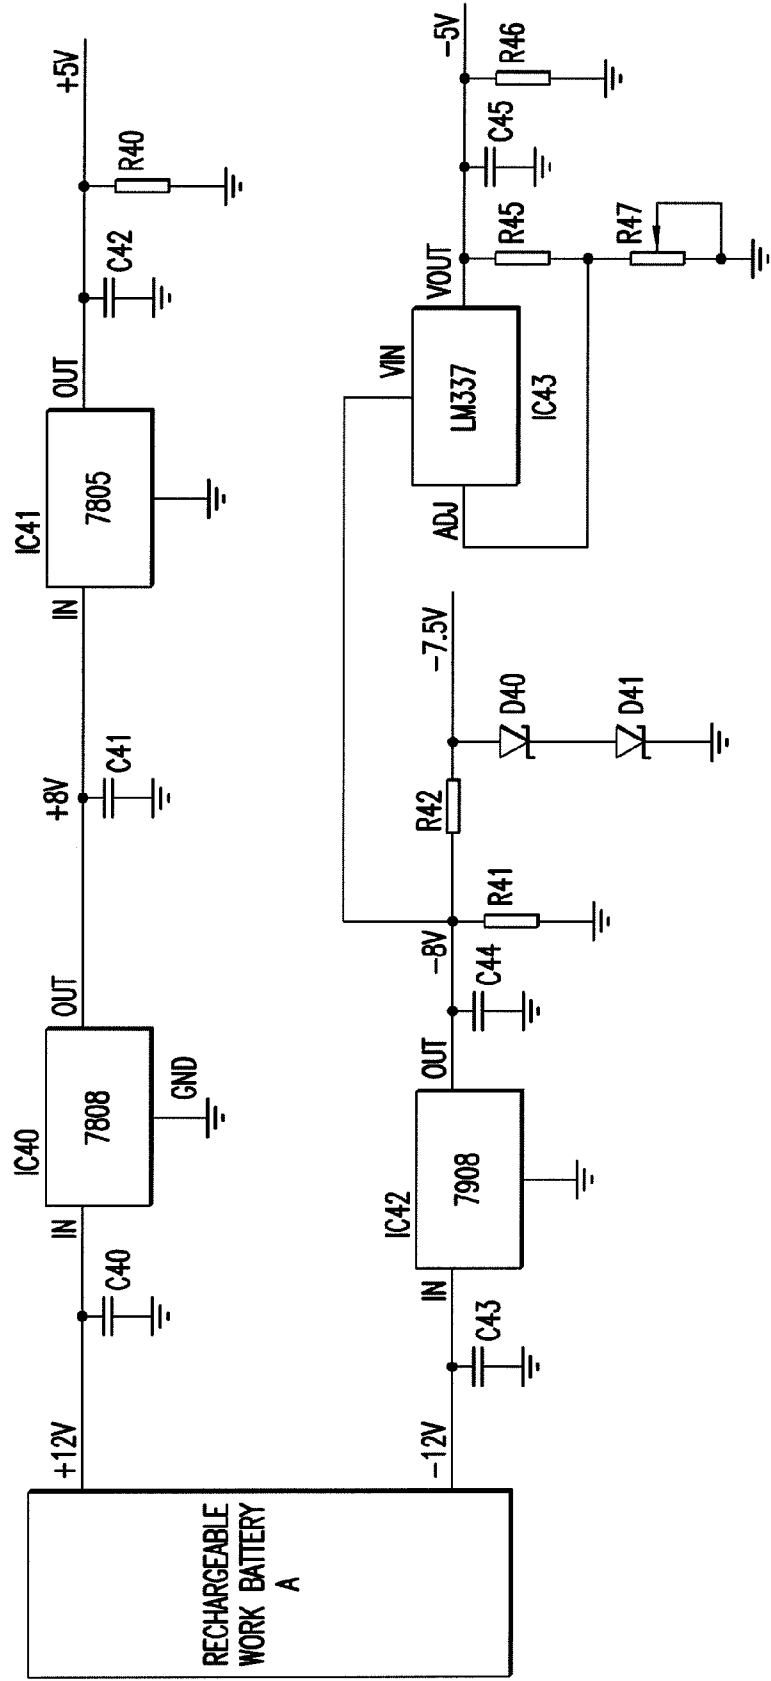 RECHARGEABLE
WORK BATTERY
A
+12V
C40
IN
IC40
7808
GND
OUT
+8V
C41
IN
IC41
7805
OUT
C42
R40
+5V
-12V
C43
IN
IC42
7908
OUT
C44
-8V
R41
R42
-7.5V
D40
D41
ADJ
LM337
IC43
VIN
VOUT
R45
R47
C45
R46
-5V